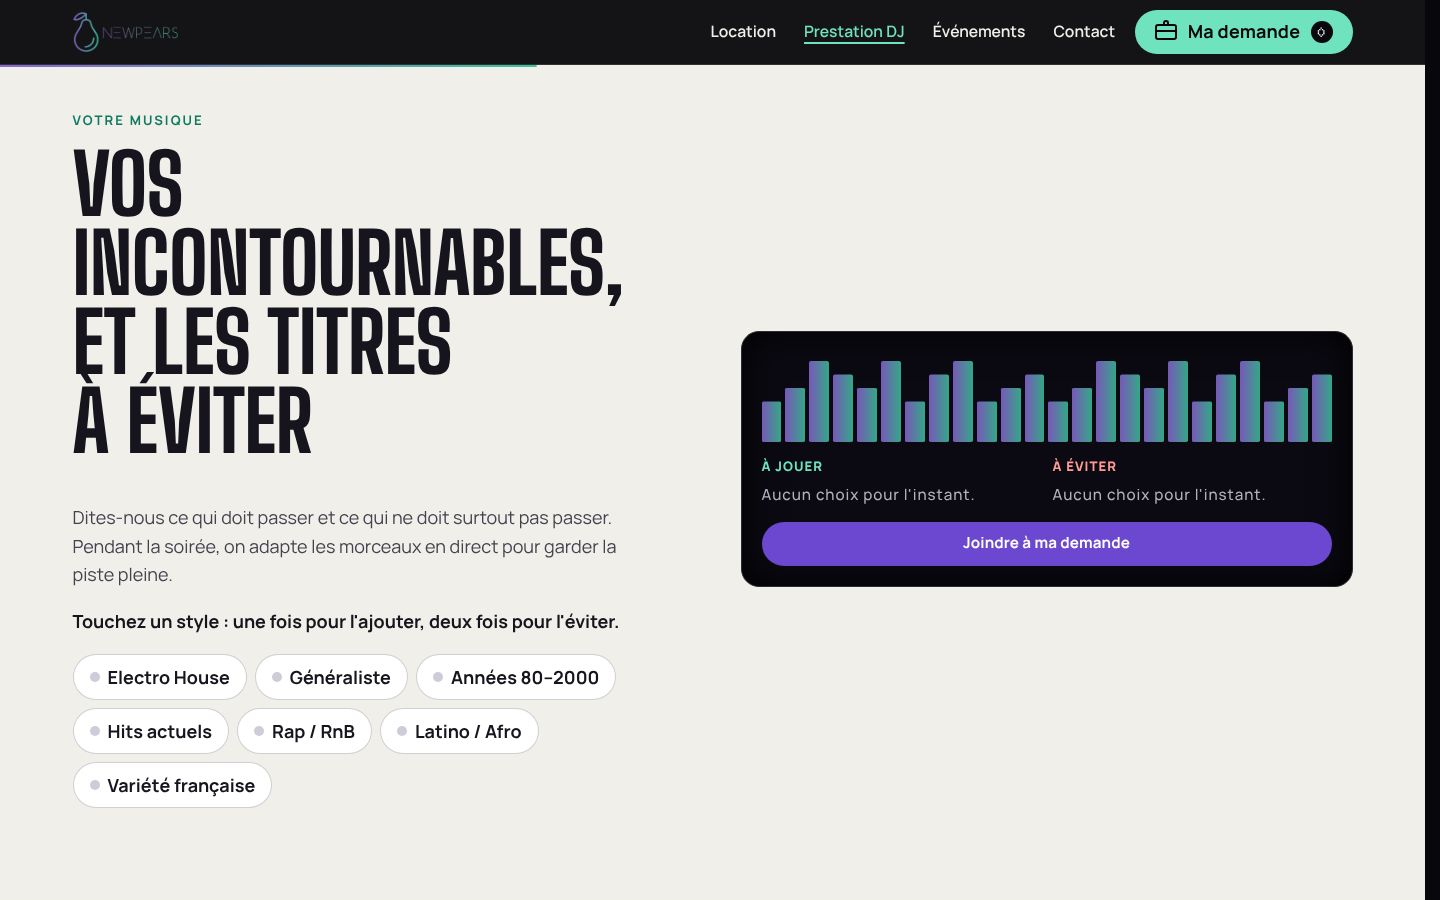 NEWPEARS
Location
Prestation DJ
Événements
Contact
Ma demande
VOTRE MUSIQUE
VOS
INCONTOURNABLES,
ET LES TITRES
À ÉVITER
Dites-nous ce qui doit passer et ce qui ne doit surtout pas passer.
Pendant la soirée, on adapte les morceaux en direct pour garder la
piste pleine.
Touchez un style : une fois pour l'ajouter, deux fois pour l'éviter.
Electro House
Généraliste
Années 80–2000
Hits actuels
Rap / RnB
Latino / Afro
Variété française
À JOUER
Aucun choix pour l'instant.
À ÉVITER
Aucun choix pour l'instant.
Joindre à ma demande